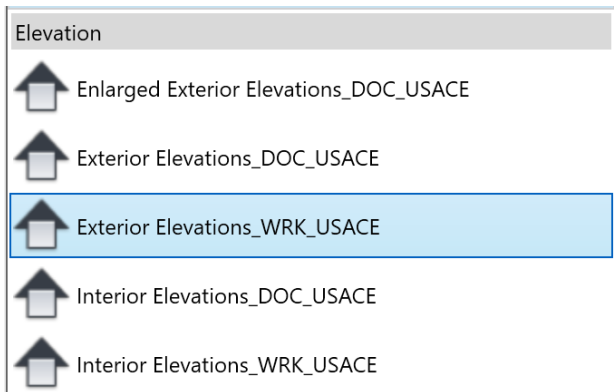 Elevation
Enlarged Exterior Elevations_DOC_USACE
Exterior Elevations_DOC_USACE
Exterior Elevations_WRK_USACE
Interior Elevations_DOC_USACE
Interior Elevations_WRK_USACE